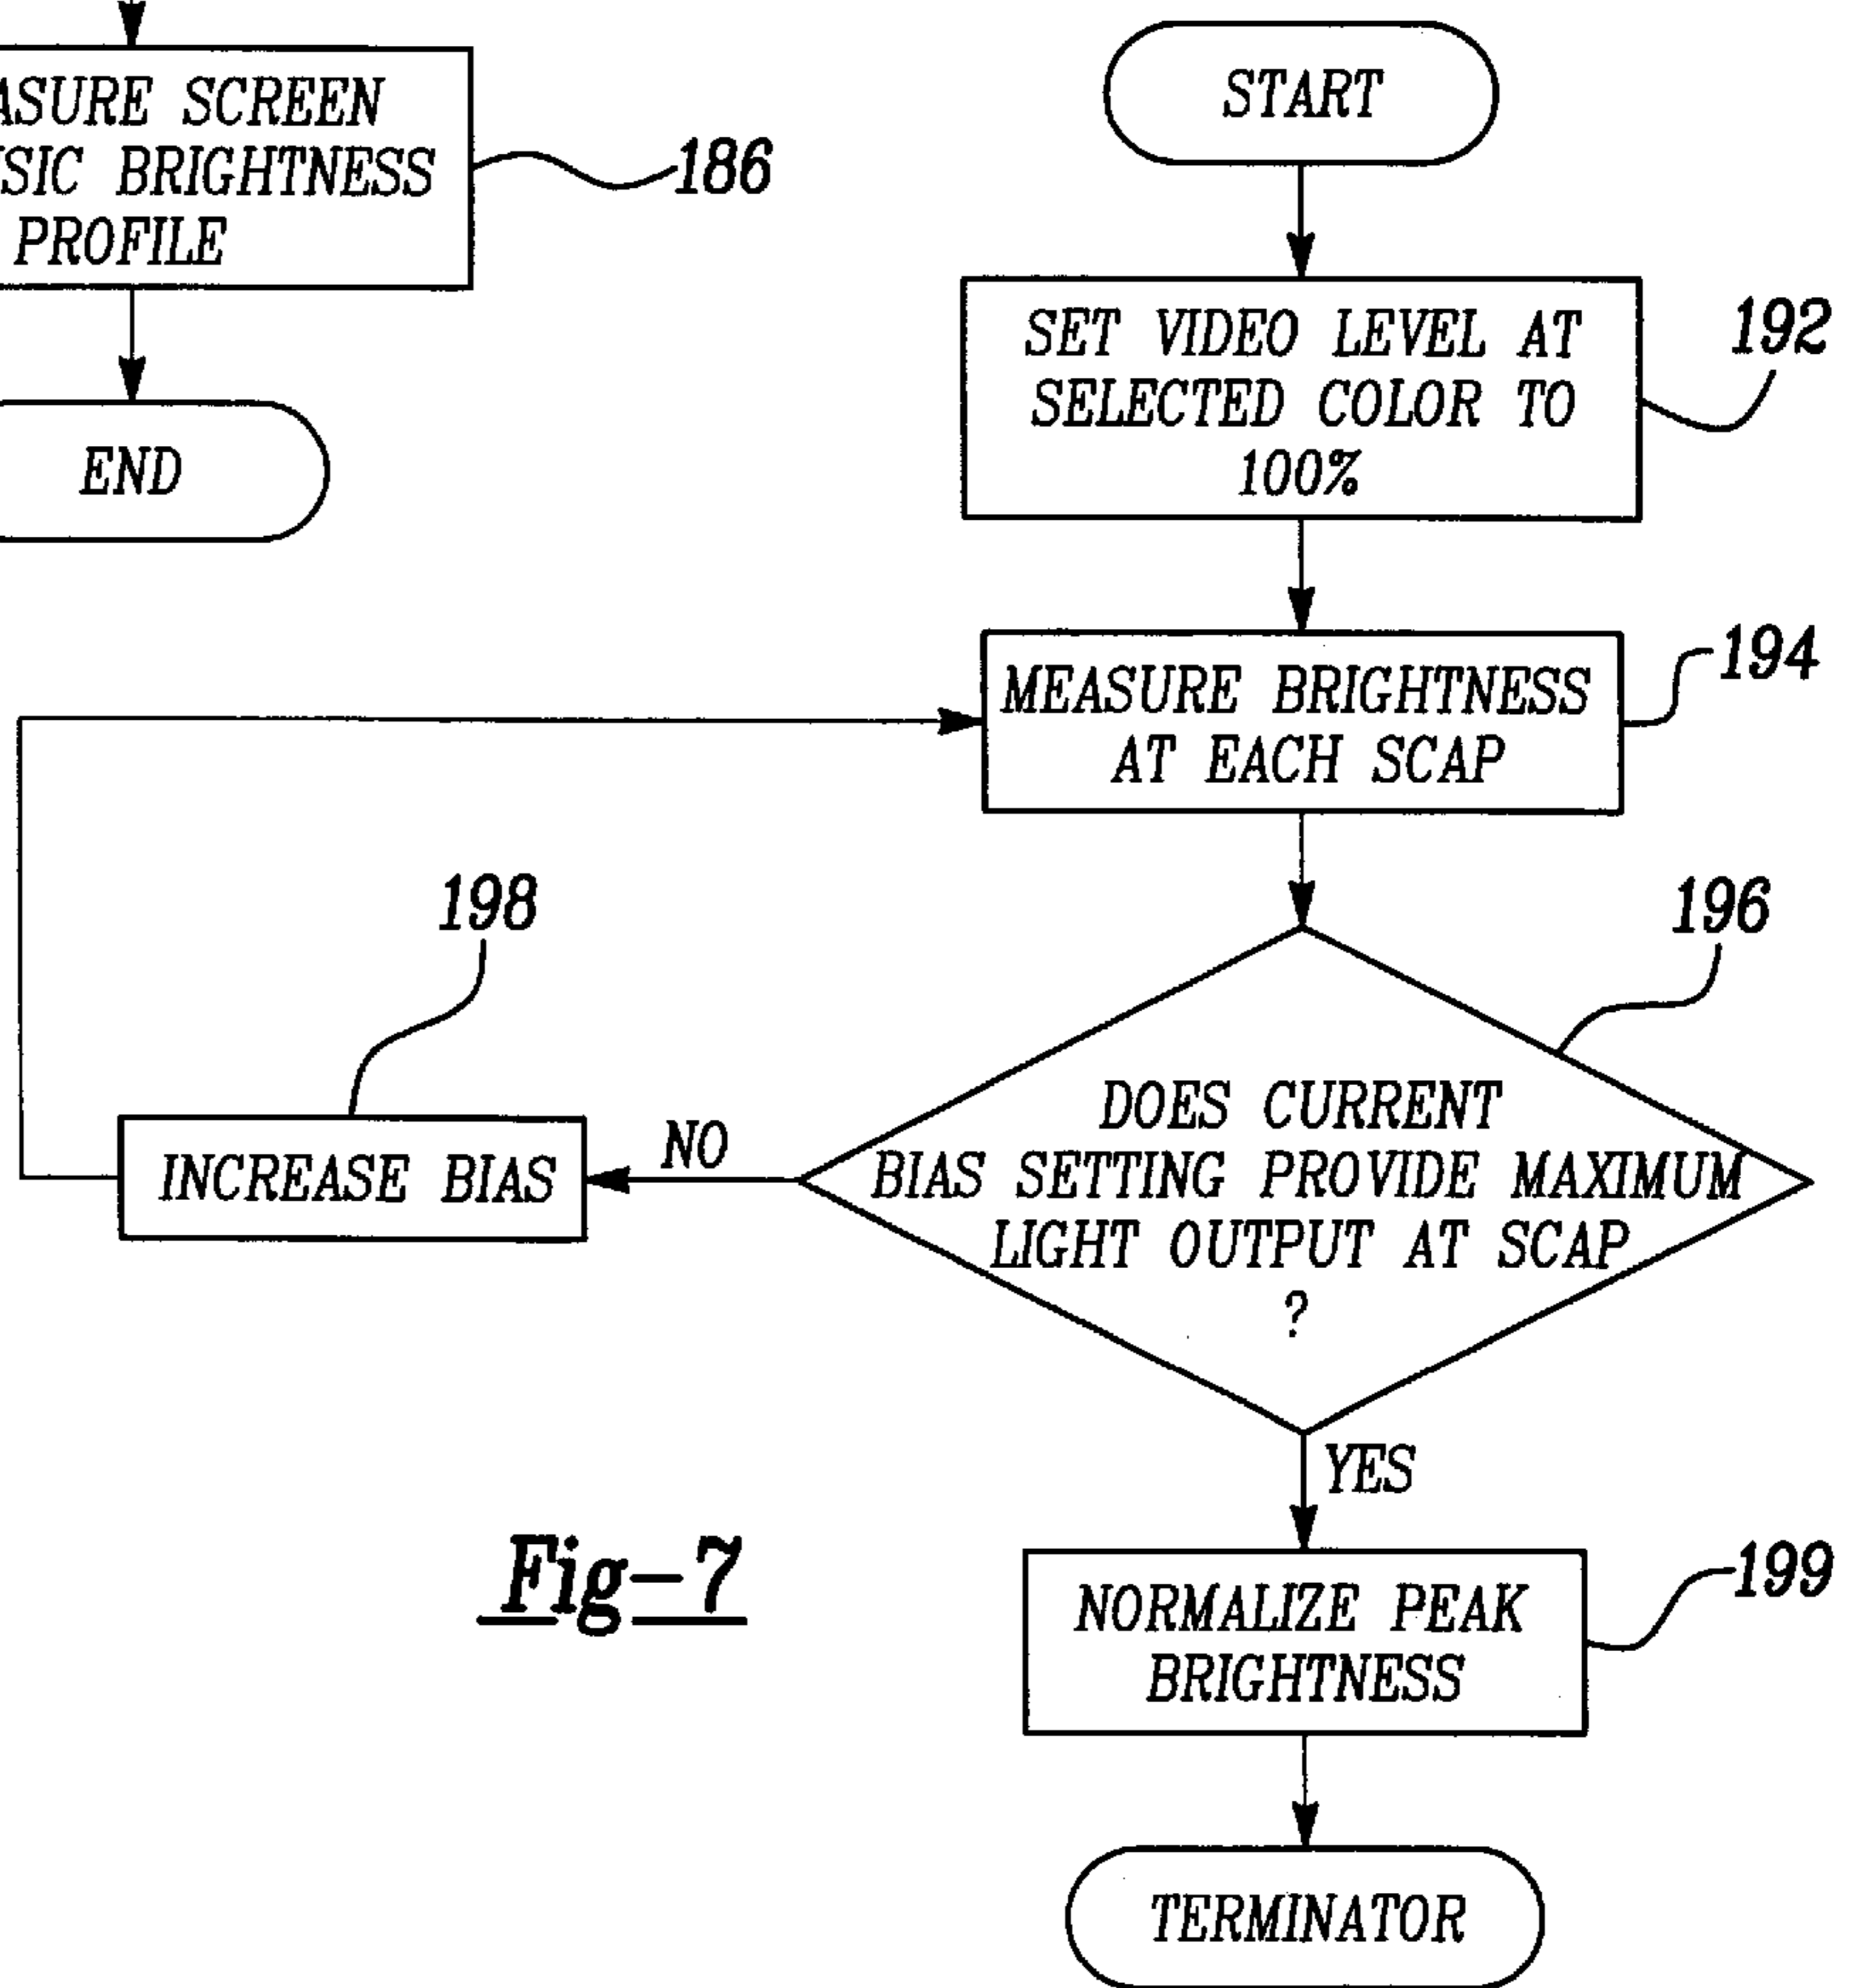 SCREEN
BRIGHTNESS
PROFILE
186
END
START
SET VIDEO LEVEL AT
SELECTED COLOR TO
100%
192
MEASURE BRIGHTNESS
AT EACH SCAP
194
198
196
DOES CURRENT
BIAS SETTING PROVIDE MAXIMUM
LIGHT OUTPUT AT SCAP
?
NO
INCREASE BIAS
YES
Fig-7
NORMALIZE PEAK
BRIGHTNESS
199
TERMINATOR